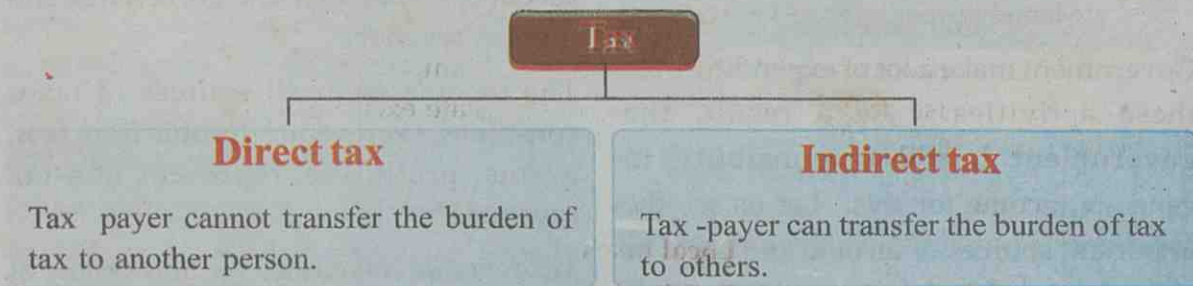 Tax
Direct tax
Tax payer cannot transfer the burden of
tax to another person.
Indirect tax
Tax -payer can transfer the burden of tax
to others.